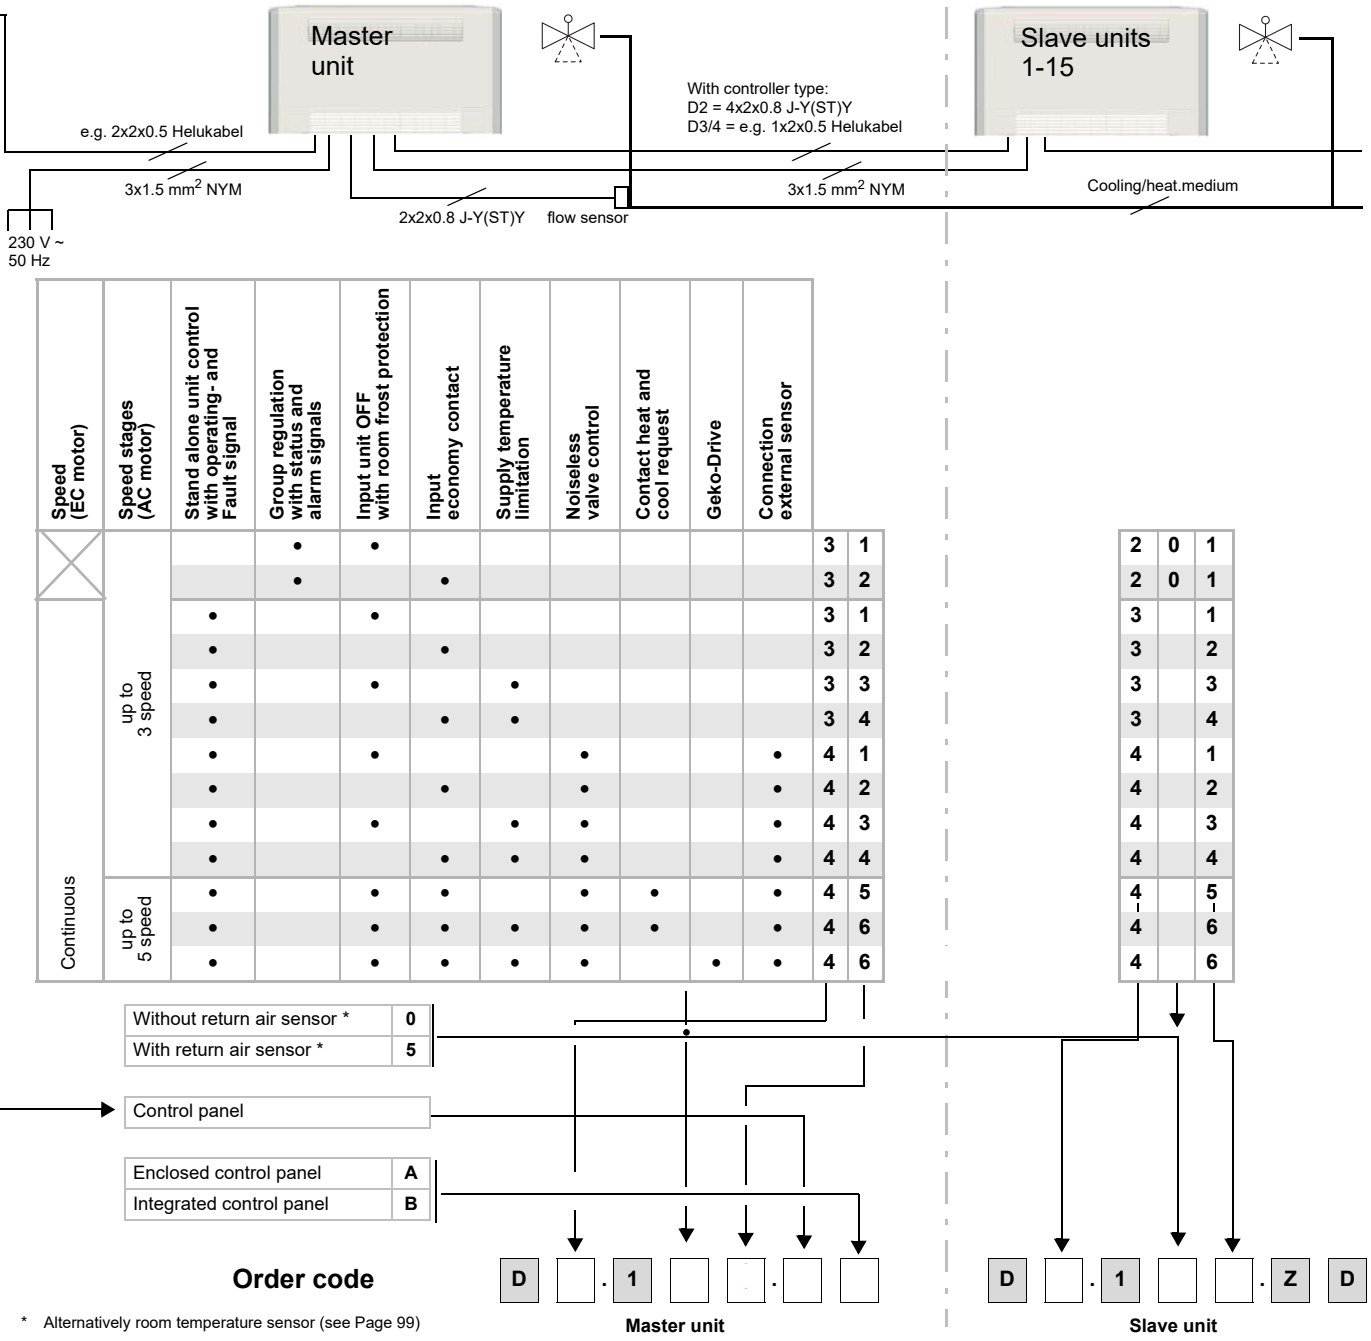 Master
unit
Slave units
1-15
With controller type:
D2 = 4x2x0.8 J-Y(ST)Y
D3/4 = e.g. 1x2x0.5 Helukabel
e.g. 2x2x0.5 Helukabel
3x1.5 mm² NYM
3x1.5 mm² NYM
Cooling/heat.medium
2x2x0.8 J-Y(ST)Y
flow sensor
230 V ~
50 Hz
Speed
(EC motor)
Speed stages
(AC motor)
Stand alone unit control
with operating- and
Fault signal
Group regulation
with status and
alarm signals
Input unit OFF
with room frost protection
Input
economy contact
Supply temperature
limitation
Noiseless
valve control
Contact heat and
cool request
Geko-Drive
Connection
external sensor
• • 3 1 2 0 1
• • 3 2 2 0 1
• • 3 1 3 1
• • 3 2 3 2
• • • 3 3 3 3
• • • 3 4 3 4
• • • • 4 1 4 1
• • • • 4 2 4 2
• • • • • 4 3 4 3
• • • • • 4 4 4 4
• • • • • • 4 5 4 5
• • • • • • • 4 6 4 6
• • • • • • • 4 6 4 6
up to
3 speed
Continuous
up to
5 speed
Without return air sensor * 0
With return air sensor * 5
Control panel
Enclosed control panel A
Integrated control panel B
Order code
D . 1 .
D . 1 . Z D
* Alternatively room temperature sensor (see Page 99)
Master unit
Slave unit